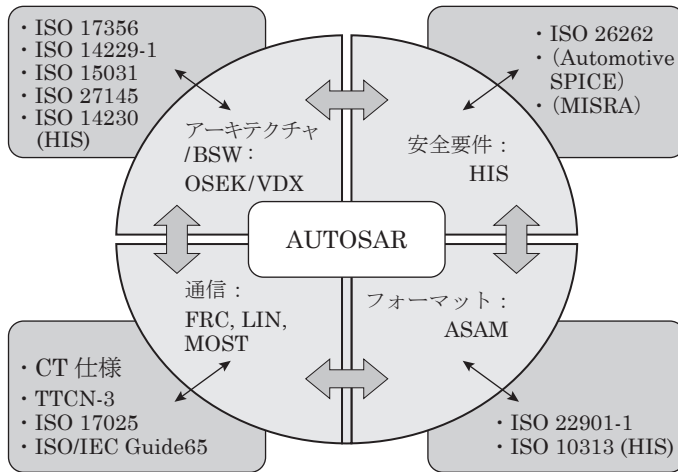 ・ISO 17356
・ISO 14229-1
・ISO 15031
・ISO 27145
・ISO 14230
(HIS)
・ISO 26262
・（Automotive
SPICE）
・（MISRA）
アーキテクチャ
/BSW：
OSEK/VDX
安全要件：
HIS
AUTOSAR
通信：
FRC, LIN,
MOST
フォーマット：
ASAM
・CT 仕様
・TTCN-3
・ISO 17025
・ISO/IEC Guide65
・ISO 22901-1
・ISO 10313 (HIS)